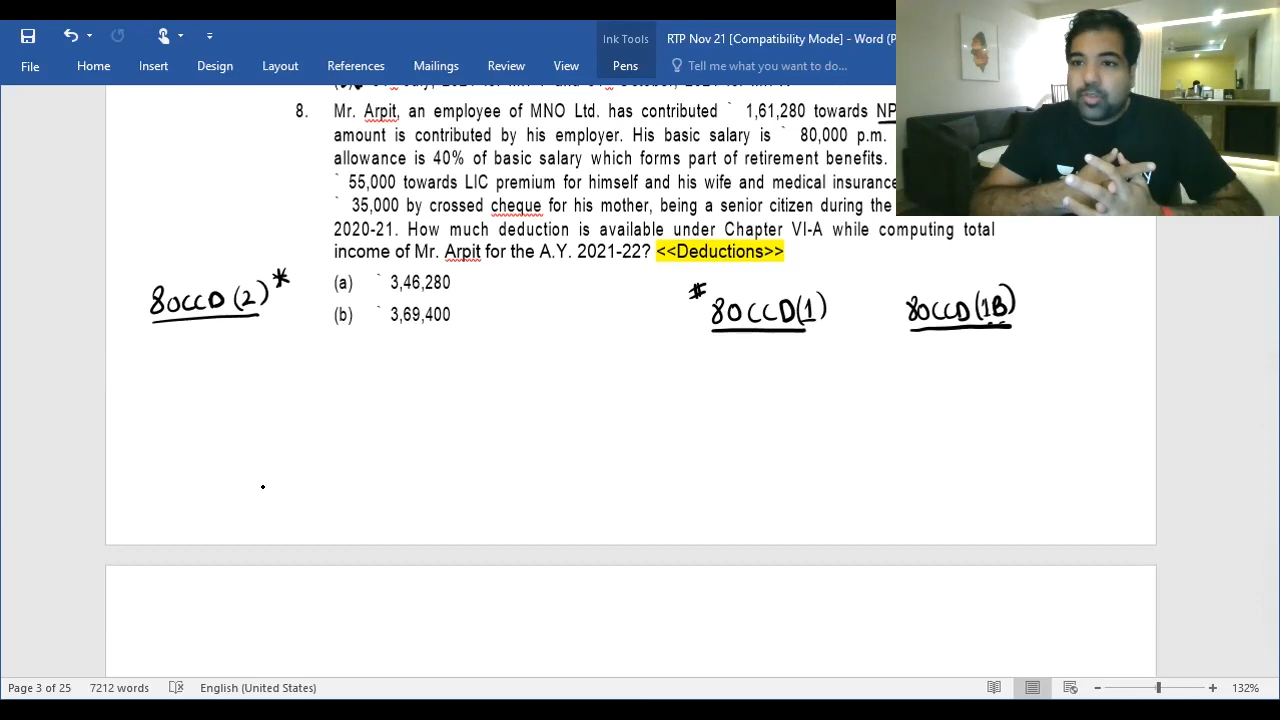 RTP Nov 21 [Compatibility Mode] - Word (P
Ink Tools
File Home Insert Design Layout References Mailings Review View Pens Tell me what you want to do...
8. Mr. Arpit, an employee of MNO Ltd. has contributed ` 1,61,280 towards NP
amount is contributed by his employer. His basic salary is ` 80,000 p.m.
allowance is 40% of basic salary which forms part of retirement benefits.
` 55,000 towards LIC premium for himself and his wife and medical insurance
` 35,000 by crossed cheque for his mother, being a senior citizen during the
2020-21. How much deduction is available under Chapter VI-A while computing total
income of Mr. Arpit for the A.Y. 2021-22? <<Deductions>>
80CCD(2)*
(a) ` 3,46,280
(b) ` 3,69,400
#80CCD(1) 80CCD(1B)
Page 3 of 25 7212 words English (United States) 132%